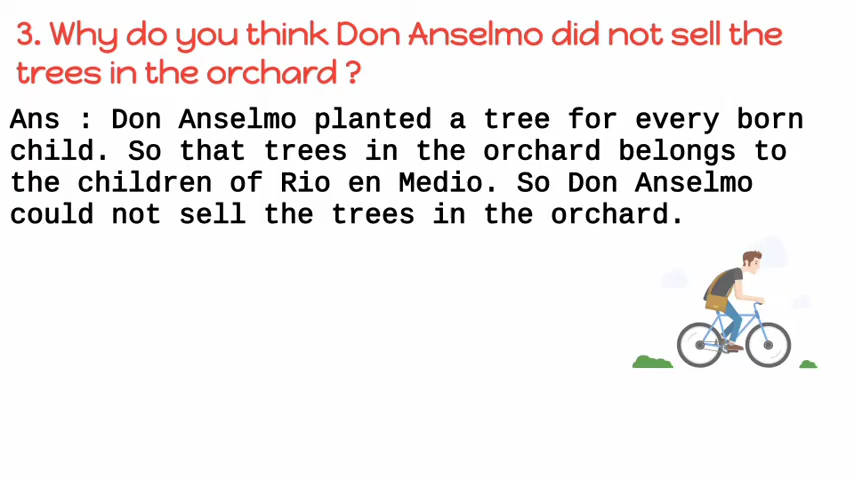 3. Why do you think Don Anselmo did not sell the
trees in the orchard ?
Ans : Don Anselmo planted a tree for every born
child. So that trees in the orchard belongs to
the children of Rio en Medio. So Don Anselmo
could not sell the trees in the orchard.